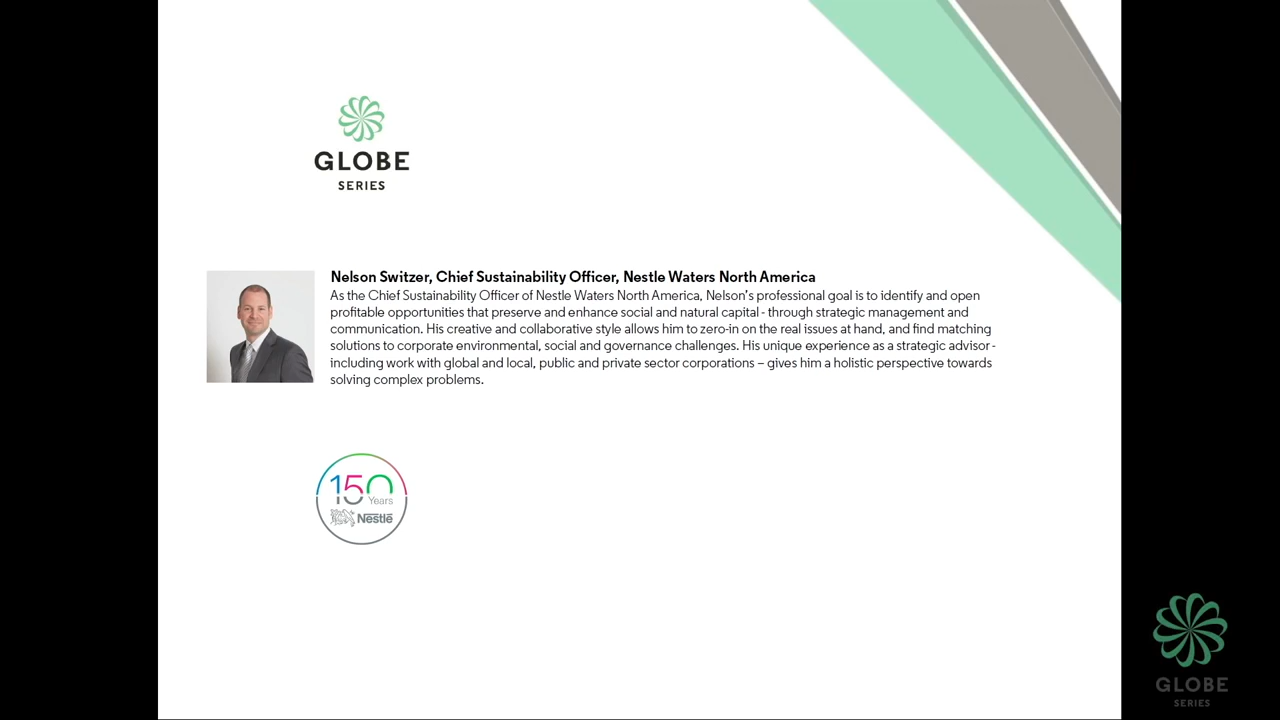 GLOBE
SERIES
Nelson Switzer, Chief Sustainability Officer, Nestle Waters North America
As the Chief Sustainability Officer of Nestle Waters North America, Nelson's professional goal is to identify and open
profitable opportunities that preserve and enhance social and natural capital - through strategic management and
communication. His creative and collaborative style allows him to zero-in on the real issues at hand, and find matching
solutions to corporate environmental, social and governance challenges. His unique experience as a strategic advisor -
including work with global and local, public and private sector corporations – gives him a holistic perspective towards
solving complex problems.
150
Years
Nestlé
GLOBE
SERIES